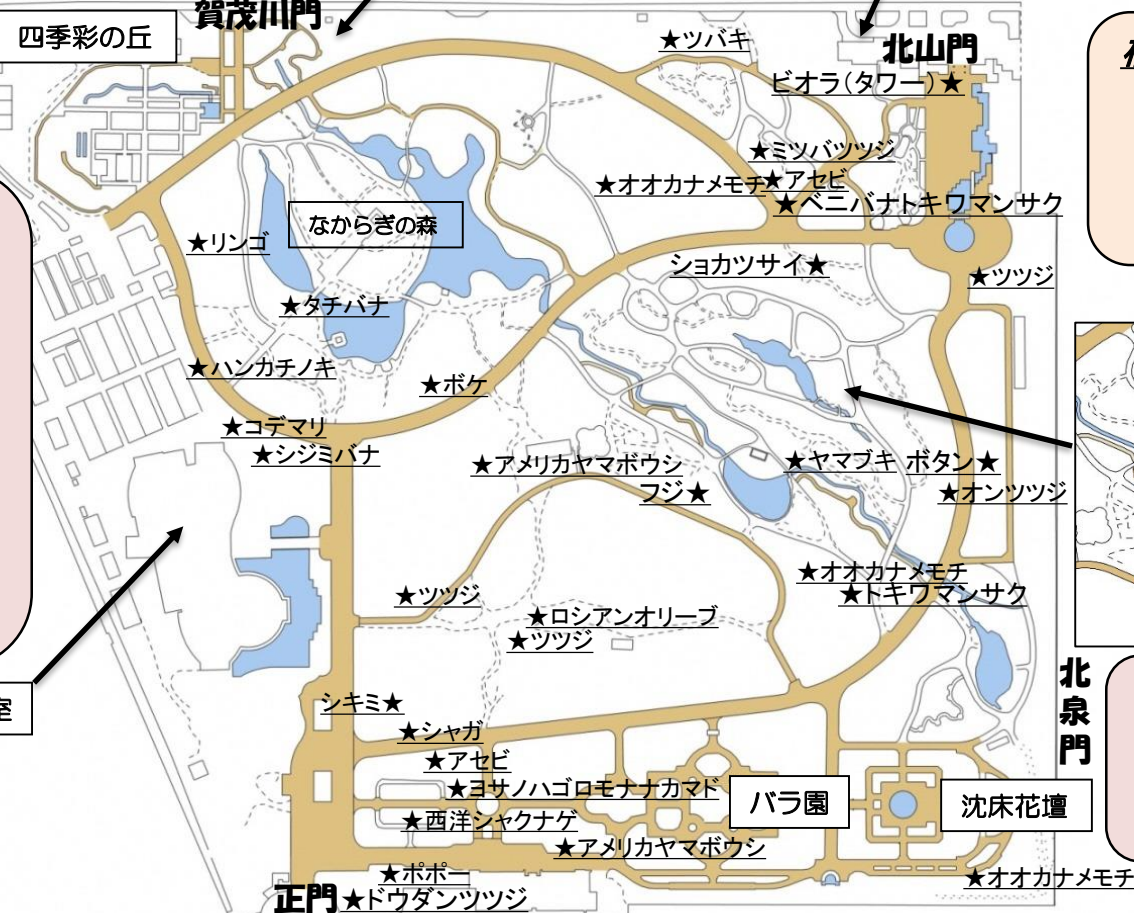 賀茂川門
四季彩の丘
★ツバキ
北山門
ビオラ(タワー)★
★ミツバツツジ
★オオカナメモチ
★アセビ
★ベニバナトキワマンサク
なからぎの森
★リンゴ
ショカツサイ★
★ツツジ
★タチバナ
★ハンカチノキ
★ボケ
★コデマリ
★シジミバナ
★アメリカヤマボウシ
フジ★
★ヤマブキ
ボタン★
★オンツツジ
★オオカナメモチ
★トキワマンサク
★ツツジ
★ロシアンオリーブ
★ツツジ
室
シキミ★
★シャガ
★アセビ
★ヨサノハゴロモナナカマド
★西洋シャクナゲ
★アメリカヤマボウシ
バラ園
沈床花壇
北泉門
★ポポー
正門
★ドウダンツツジ
★オオカナメモチ